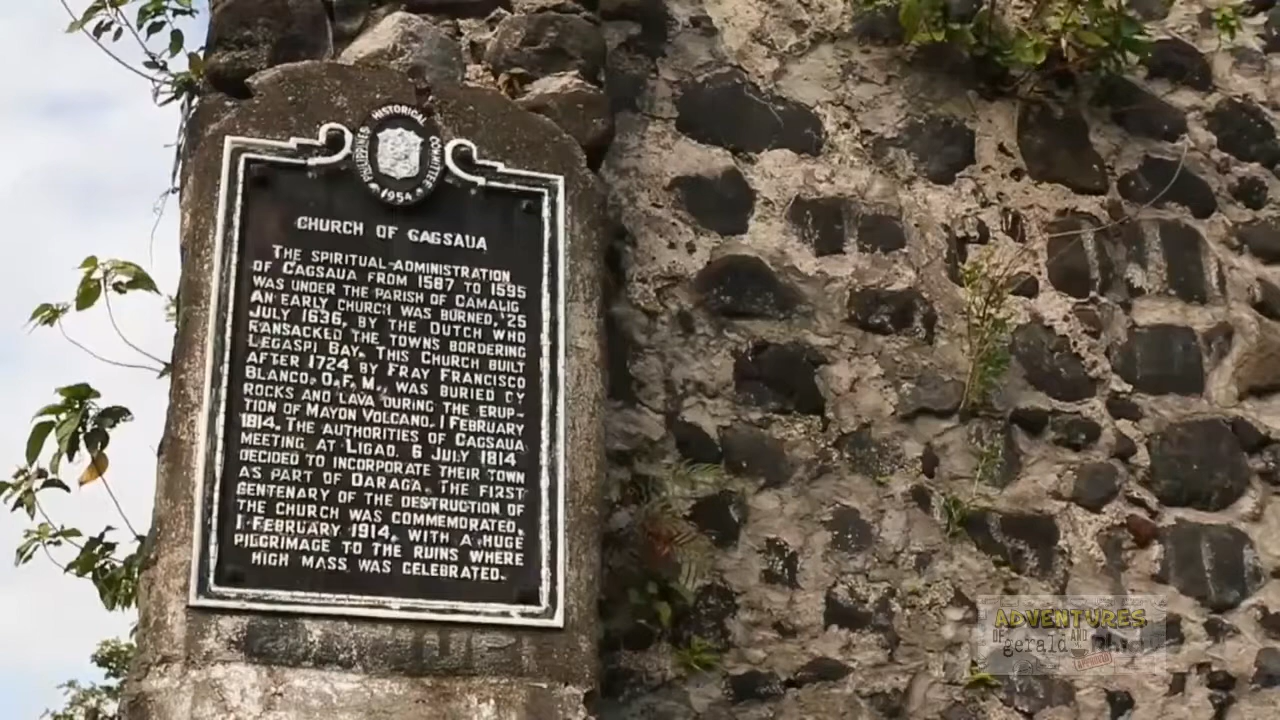 PHILIPPINES HISTORICAL COMMITTEE
1954
CHURCH OF CAGSAUA
THE SPIRITUAL ADMINISTRATION
OF CAGSAUA FROM 1587 TO 1595
WAS UNDER THE PARISH OF CAMALIG
AN EARLY CHURCH WAS BURNED, 25
JULY 1636, BY THE DUTCH WHO
RANSACKED THE TOWNS BORDERING
LEGASPI BAY. THIS CHURCH BUILT
AFTER 1724 BY FRAY FRANCISCO
BLANCO, O.F.M., WAS BURIED BY
ROCKS AND LAVA DURING THE ERUP-
TION OF MAYON VOLCANO, 1 FEBRUARY
1814. THE AUTHORITIES OF CAGSAUA
MEETING AT LIGAO, 6 JULY 1814
DECIDED TO INCORPORATE THEIR TOWN
AS PART OF DARAGA. THE FIRST
CENTENARY OF THE DESTRUCTION OF
THE CHURCH WAS COMMEMORATED,
1 FEBRUARY 1914, WITH A HUGE
PILGRIMAGE TO THE RUINS WHERE
HIGH MASS WAS CELEBRATED.
ADVENTURES
OF gerald AND
APPROVED